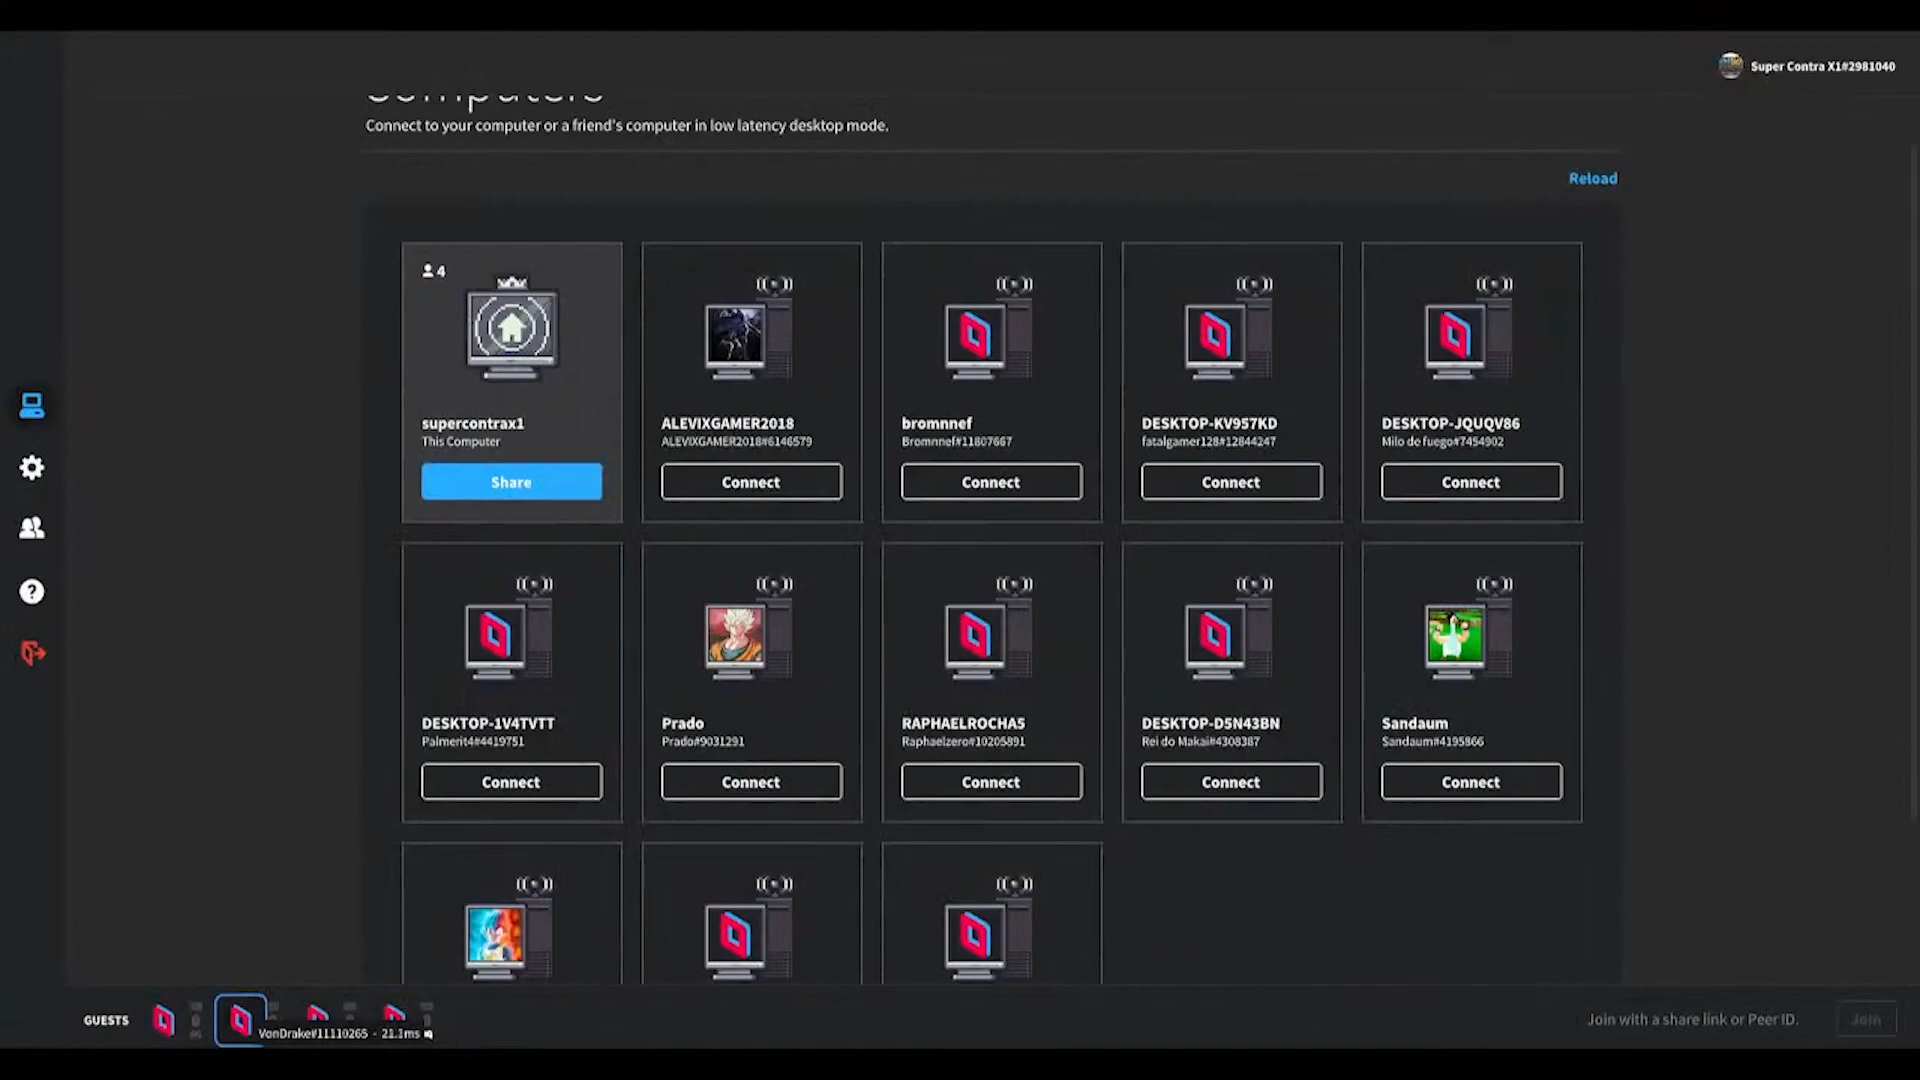 Super Contra X1#2981040
Computers
Connect to your computer or a friend's computer in low latency desktop mode.
Reload
4
supercontrax1
This Computer
Share
ALEVIXGAMER2018
ALEVIXGAMER2018#6146579
Connect
bromnnef
Bromnnef#11807667
Connect
DESKTOP-KV957KD
fatalgamer128#12844247
Connect
DESKTOP-JQUQV86
Milo de fuego#7454902
Connect
DESKTOP-1V4TVTT
Palmerit4#4419751
Connect
Prado
Prado#9031291
Connect
RAPHAELROCHA5
Raphaelzero#10205891
Connect
DESKTOP-D5N43BN
Rei do Makai#4308387
Connect
Sandaum
Sandaum#4195866
Connect
GUESTS
VonDrake#11110265 - 21.1ms
Join with a share link or Peer ID.
Join